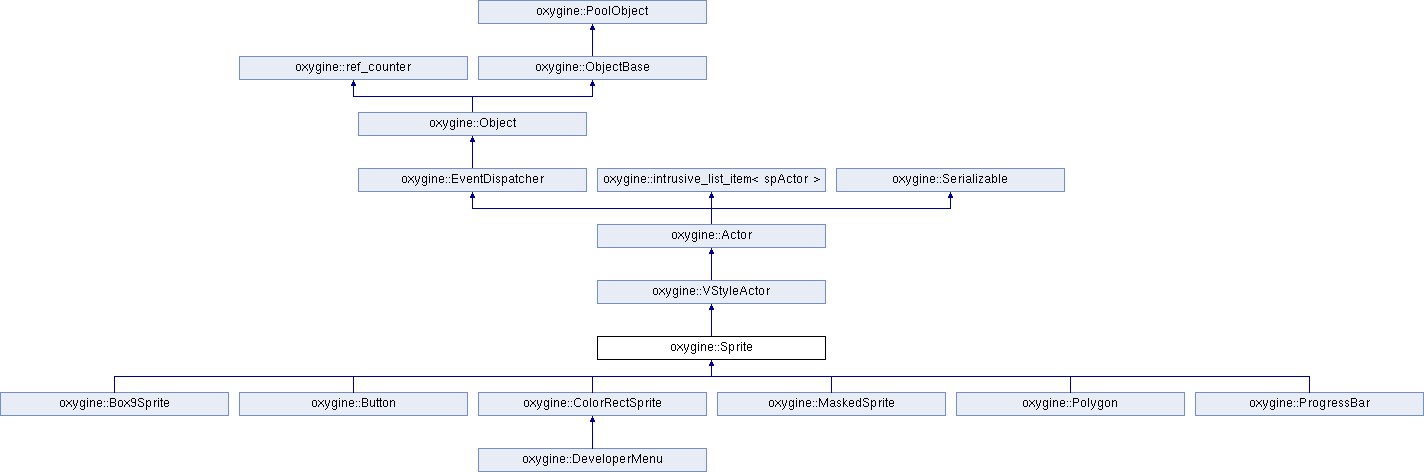 oxygine::PoolObject
oxygine::ref_counter
oxygine::ObjectBase
oxygine::Object
oxygine::EventDispatcher
oxygine::intrusive_list_item< spActor >
oxygine::Serializable
oxygine::Actor
oxygine::VStyleActor
oxygine::Sprite
oxygine::Box9Sprite
oxygine::Button
oxygine::ColorRectSprite
oxygine::MaskedSprite
oxygine::Polygon
oxygine::ProgressBar
oxygine::DeveloperMenu